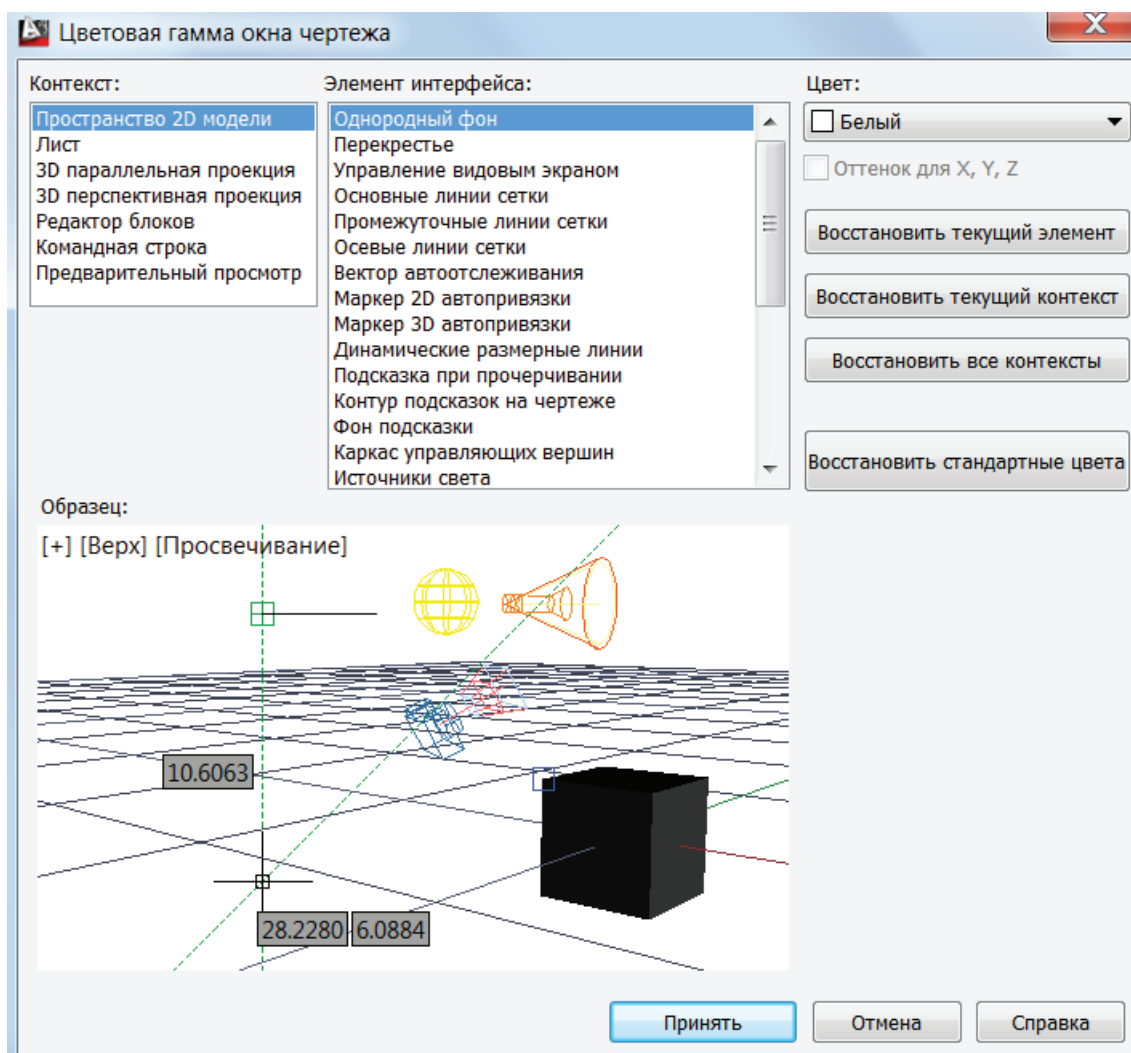 Цветовая гамма окна чертежа
X
Контекст:
Пространство 2D модели
Лист
3D параллельная проекция
3D перспективная проекция
Редактор блоков
Командная строка
Предварительный просмотр
Элемент интерфейса:
Однородный фон
Перекрестье
Управление видовым экраном
Основные линии сетки
Промежуточные линии сетки
Осевые линии сетки
Вектор автоотслеживания
Маркер 2D автопривязки
Маркер 3D автопривязки
Динамические размерные линии
Подсказка при прочерчивании
Контур подсказок на чертеже
Фон подсказки
Каркас управляющих вершин
Источники света
Цвет:
Белый
Оттенок для X, Y, Z
Восстановить текущий элемент
Восстановить текущий контекст
Восстановить все контексты
Восстановить стандартные цвета
Образец:
[+] [Верх] [Просвечивание]
10.6063
28.2280 6.0884
Принять
Отмена
Справка